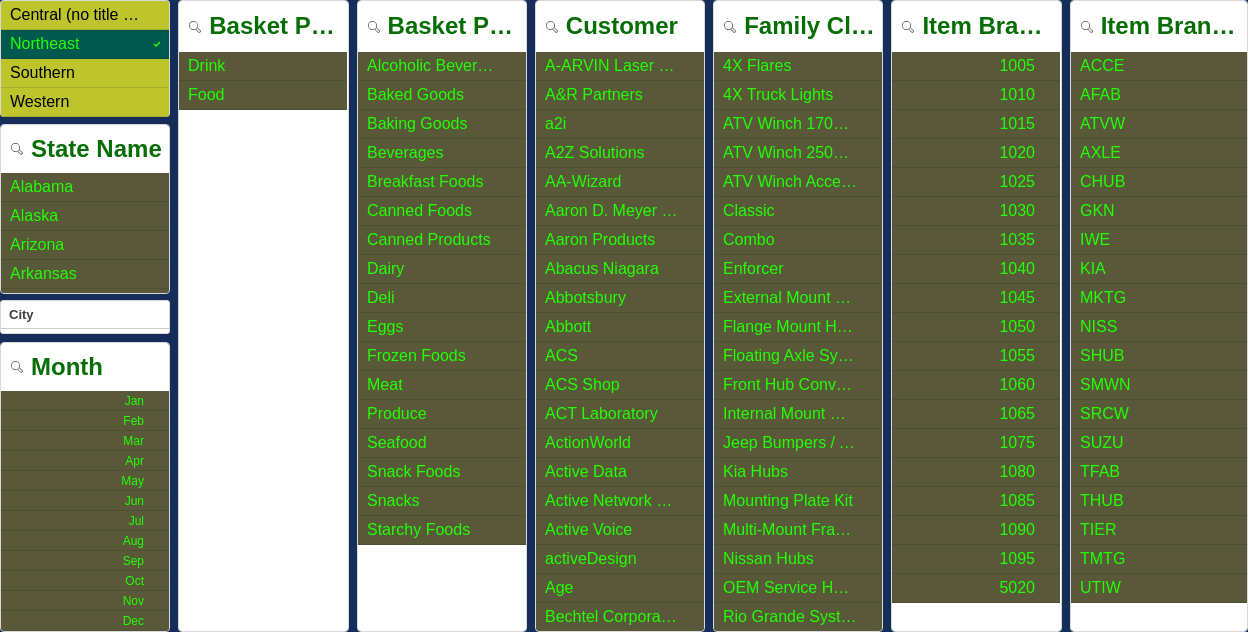 Central (no title …
Northeast
Southern
Western
State Name
Alabama
Alaska
Arizona
Arkansas
City
Month
Jan
Feb
Mar
Apr
May
Jun
Jul
Aug
Sep
Oct
Nov
Dec
Basket P…
Drink
Food
Basket P…
Alcoholic Bever…
Baked Goods
Baking Goods
Beverages
Breakfast Foods
Canned Foods
Canned Products
Dairy
Deli
Eggs
Frozen Foods
Meat
Produce
Seafood
Snack Foods
Snacks
Starchy Foods
Customer
A-ARVIN Laser …
A&R Partners
a2i
A2Z Solutions
AA-Wizard
Aaron D. Meyer …
Aaron Products
Abacus Niagara
Abbotsbury
Abbott
ACS
ACS Shop
ACT Laboratory
ActionWorld
Active Data
Active Network …
Active Voice
activeDesign
Age
Bechtel Corpora…
Family Cl…
4X Flares
4X Truck Lights
ATV Winch 170…
ATV Winch 250…
ATV Winch Acce…
Classic
Combo
Enforcer
External Mount …
Flange Mount H…
Floating Axle Sy…
Front Hub Conv…
Internal Mount …
Jeep Bumpers / …
Kia Hubs
Mounting Plate Kit
Multi-Mount Fra…
Nissan Hubs
OEM Service H…
Rio Grande Syst…
Item Bra…
1005
1010
1015
1020
1025
1030
1035
1040
1045
1050
1055
1060
1065
1075
1080
1085
1090
1095
5020
Item Bran…
ACCE
AFAB
ATVW
AXLE
CHUB
GKN
IWE
KIA
MKTG
NISS
SHUB
SMWN
SRCW
SUZU
TFAB
THUB
TIER
TMTG
UTIW